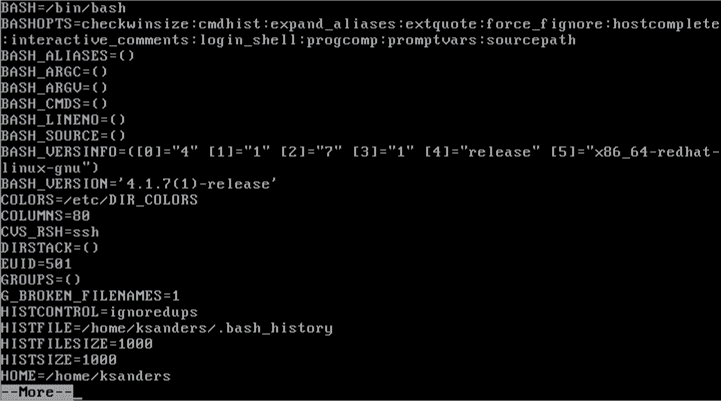 BASH=/bin/bash
BASHOPTS=checkwinsize:cmdhist:expand_aliases:extquote:force_fignore:hostcomplete
:interactive_comments:login_shell:progcomp:promptvars:sourcepath
BASH_ALIASES=()
BASH_ARGC=()
BASH_ARGV=()
BASH_CMDS=()
BASH_LINENO=()
BASH_SOURCE=()
BASH_VERSINFO=([0]="4" [1]="1" [2]="7" [3]="1" [4]="release" [5]="x86_64-redhat-
linux-gnu")
BASH_VERSION='4.1.7(1)-release'
COLORS=/etc/DIR_COLORS
COLUMNS=80
CVS_RSH=ssh
DIRSTACK=()
EUID=501
GROUPS=()
G_BROKEN_FILENAMES=1
HISTCONTROL=ignoredups
HISTFILE=/home/ksanders/.bash_history
HISTFILESIZE=1000
HISTSIZE=1000
HOME=/home/ksanders
--More--_